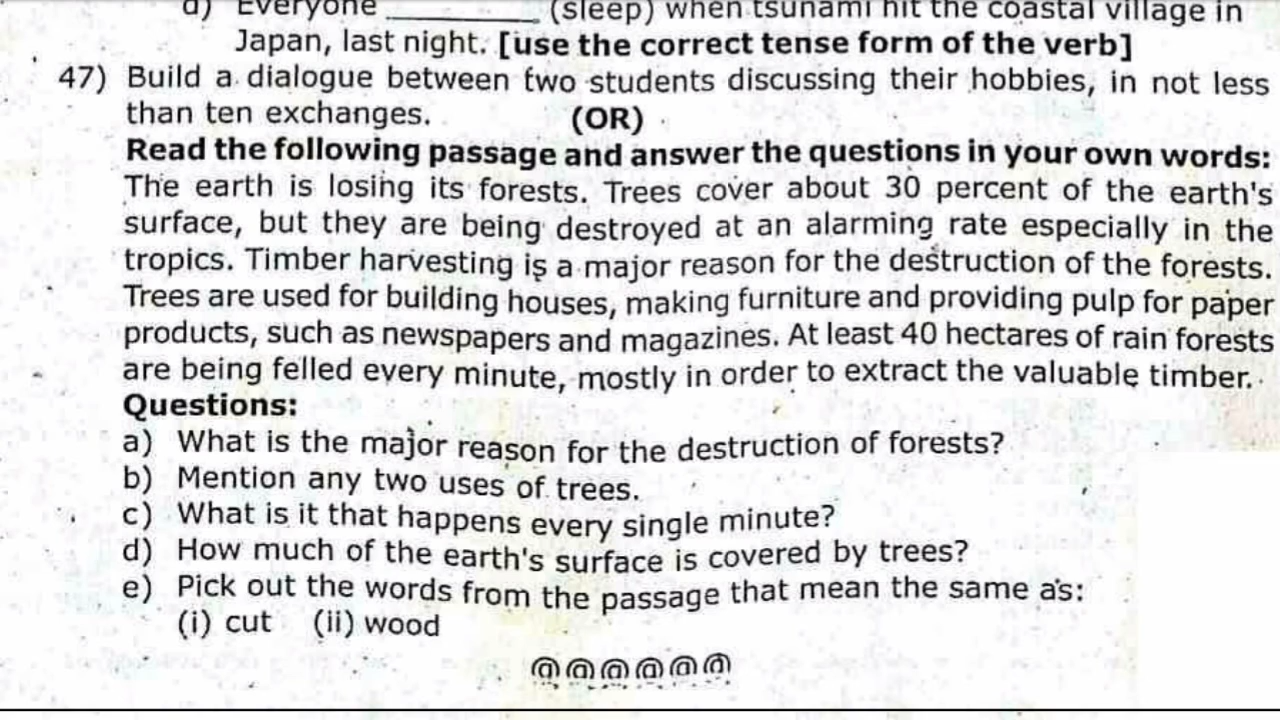 d) Everyone __________ (sleep) when tsunami hit the coastal village in
Japan, last night. [use the correct tense form of the verb]
47) Build a dialogue between two students discussing their hobbies, in not less
than ten exchanges. (OR)
Read the following passage and answer the questions in your own words:
The earth is losing its forests. Trees cover about 30 percent of the earth's
surface, but they are being destroyed at an alarming rate especially in the
tropics. Timber harvesting is a major reason for the destruction of the forests.
Trees are used for building houses, making furniture and providing pulp for paper
products, such as newspapers and magazines. At least 40 hectares of rain forests
are being felled every minute, mostly in order to extract the valuable timber.
Questions:
a) What is the major reason for the destruction of forests?
b) Mention any two uses of trees.
c) What is it that happens every single minute?
d) How much of the earth's surface is covered by trees?
e) Pick out the words from the passage that mean the same as:
(i) cut (ii) wood
@@@@@@